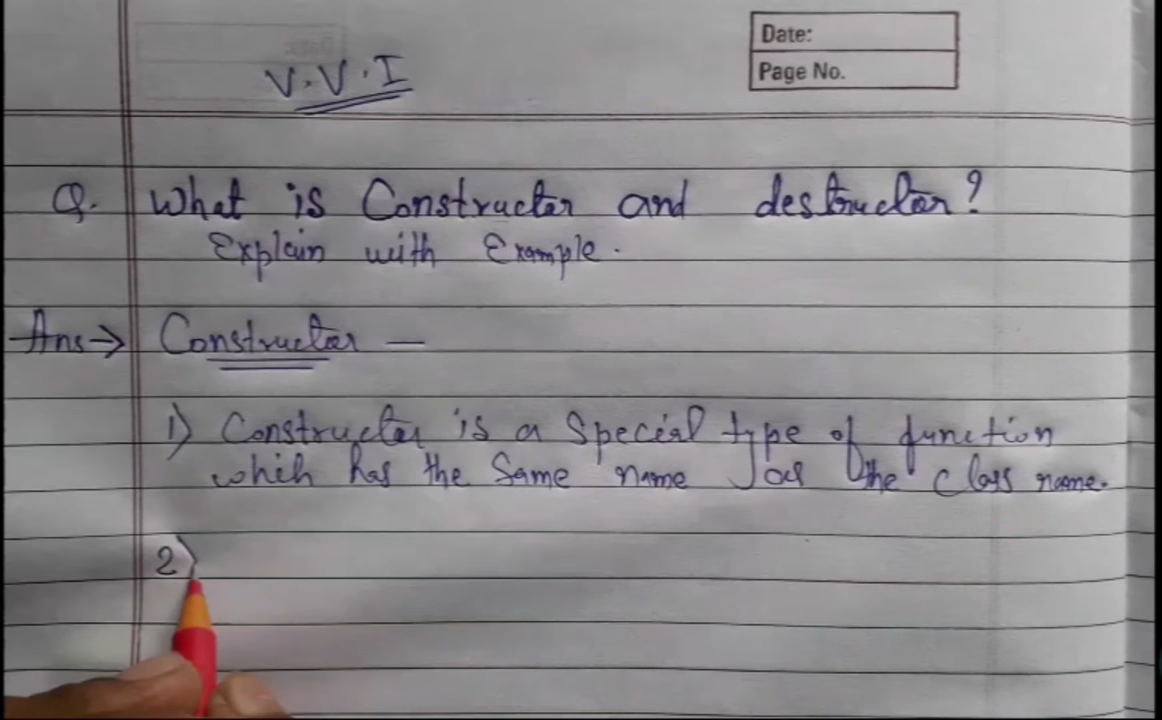 V.V.I
Date:
Page No.
Q. What is Constructor and destructor?
Explain with Example.
Ans→ Constructor —
1) Constructor is a Special type of function
which has the Same name as the class name.
2)